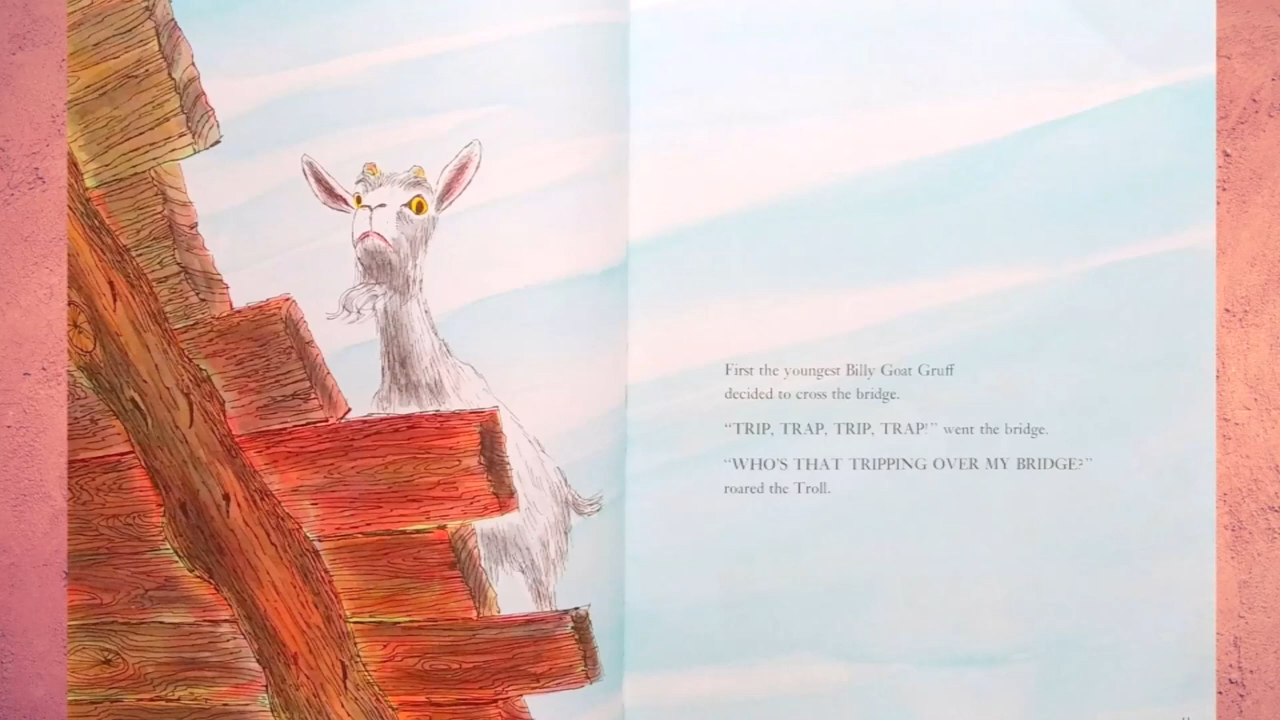 First the youngest Billy Goat Gruff
decided to cross the bridge.
“TRIP, TRAP, TRIP, TRAP!” went the bridge.
“WHO’S THAT TRIPPING OVER MY BRIDGE?”
roared the Troll.